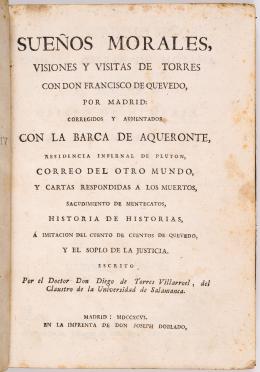 SUEÑOS MORALES,
VISIONES Y VISITAS DE TORRES
CON DON FRANCISCO DE QUEVEDO,
POR MADRID:
CORREGIDOS Y AUMENTADOS
CON LA BARCA DE AQUERONTE,
RESIDENCIA INFERNAL DE PLUTON,
CORREO DEL OTRO MUNDO,
Y CARTAS RESPONDIDAS A LOS MUERTOS,
SACUDIMIENTO DE MENTECATOS,
HISTORIA DE HISTORIAS,
Á IMITACION DEL CUENTO DE CUENTOS DE QUEVEDO,
Y EL SOPLO DE LA JUSTICIA.
ESCRITO
Por el Doctor Don Diego de Torres Villarroel, del
Claustro de la Universidad de Salamanca.
MADRID: MDCCXCVI.
EN LA IMPRENTA DE DON JOSEPH DOBLADO,